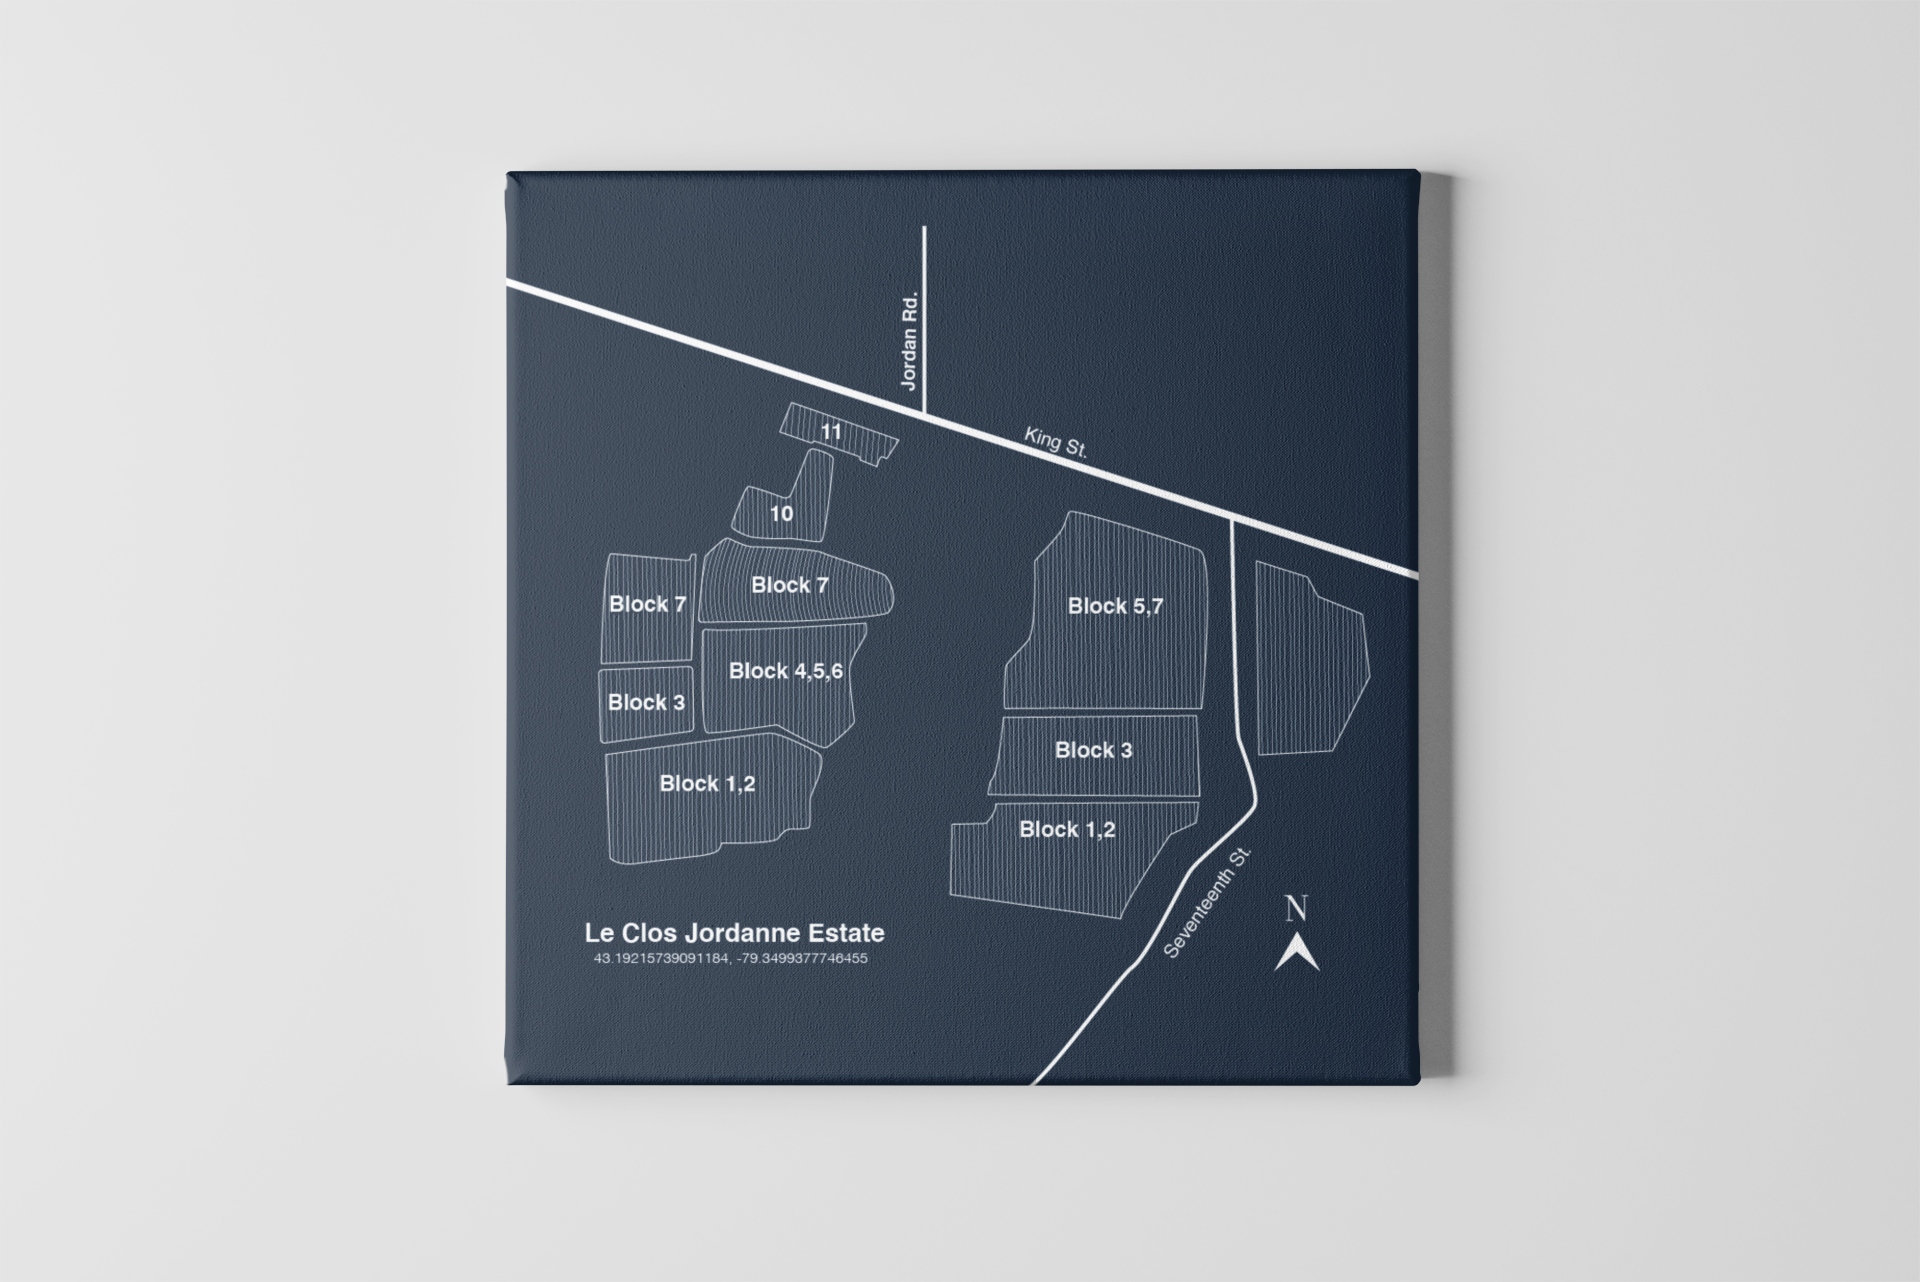 Jordan Rd.
King St.
11
10
Block 7
Block 7
Block 5,7
Block 4,5,6
Block 3
Block 3
Block 1,2
Block 1,2
Seventeenth St.
N
Le Clos Jordanne Estate
43.19215739091184, -79.3499377746455